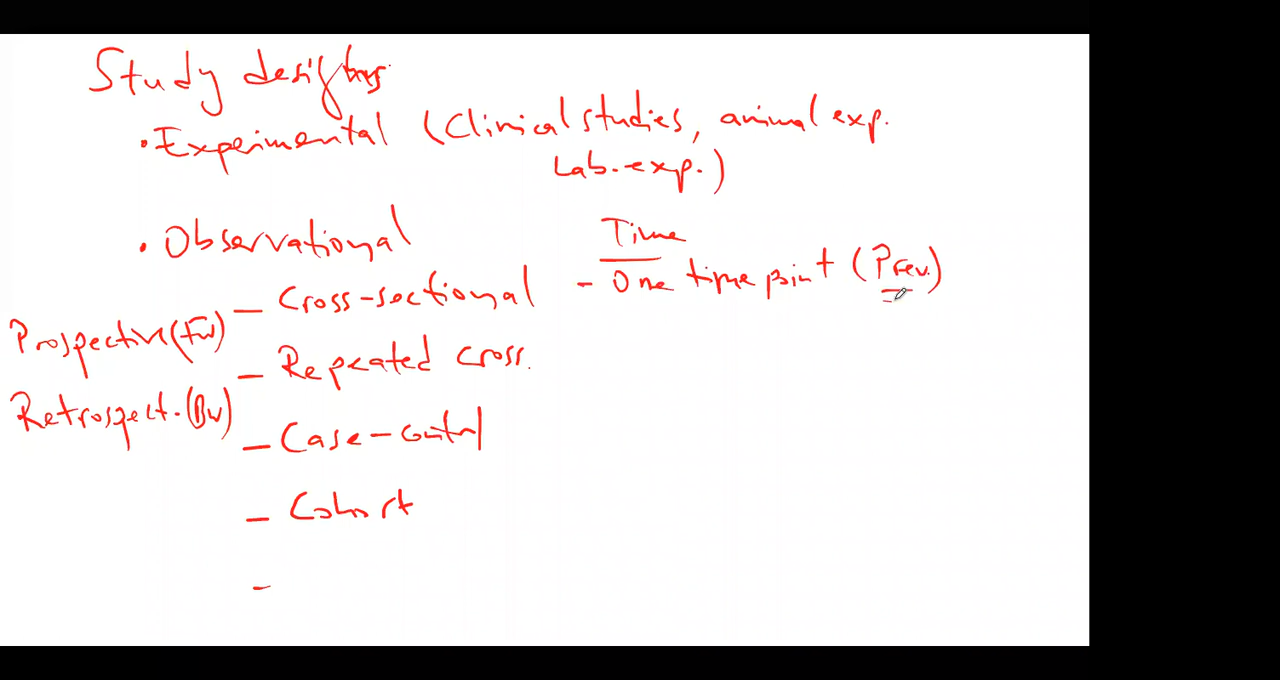 Study designs
• Experimental (Clinical studies, animal exp.
Lab. exp.)
• Observational
Time
- Cross-sectional
- One time point (Prev.)
Prospective (Fw)
- Repeated cross.
Retrospect. (Bw)
- Case-control
- Cohort
-